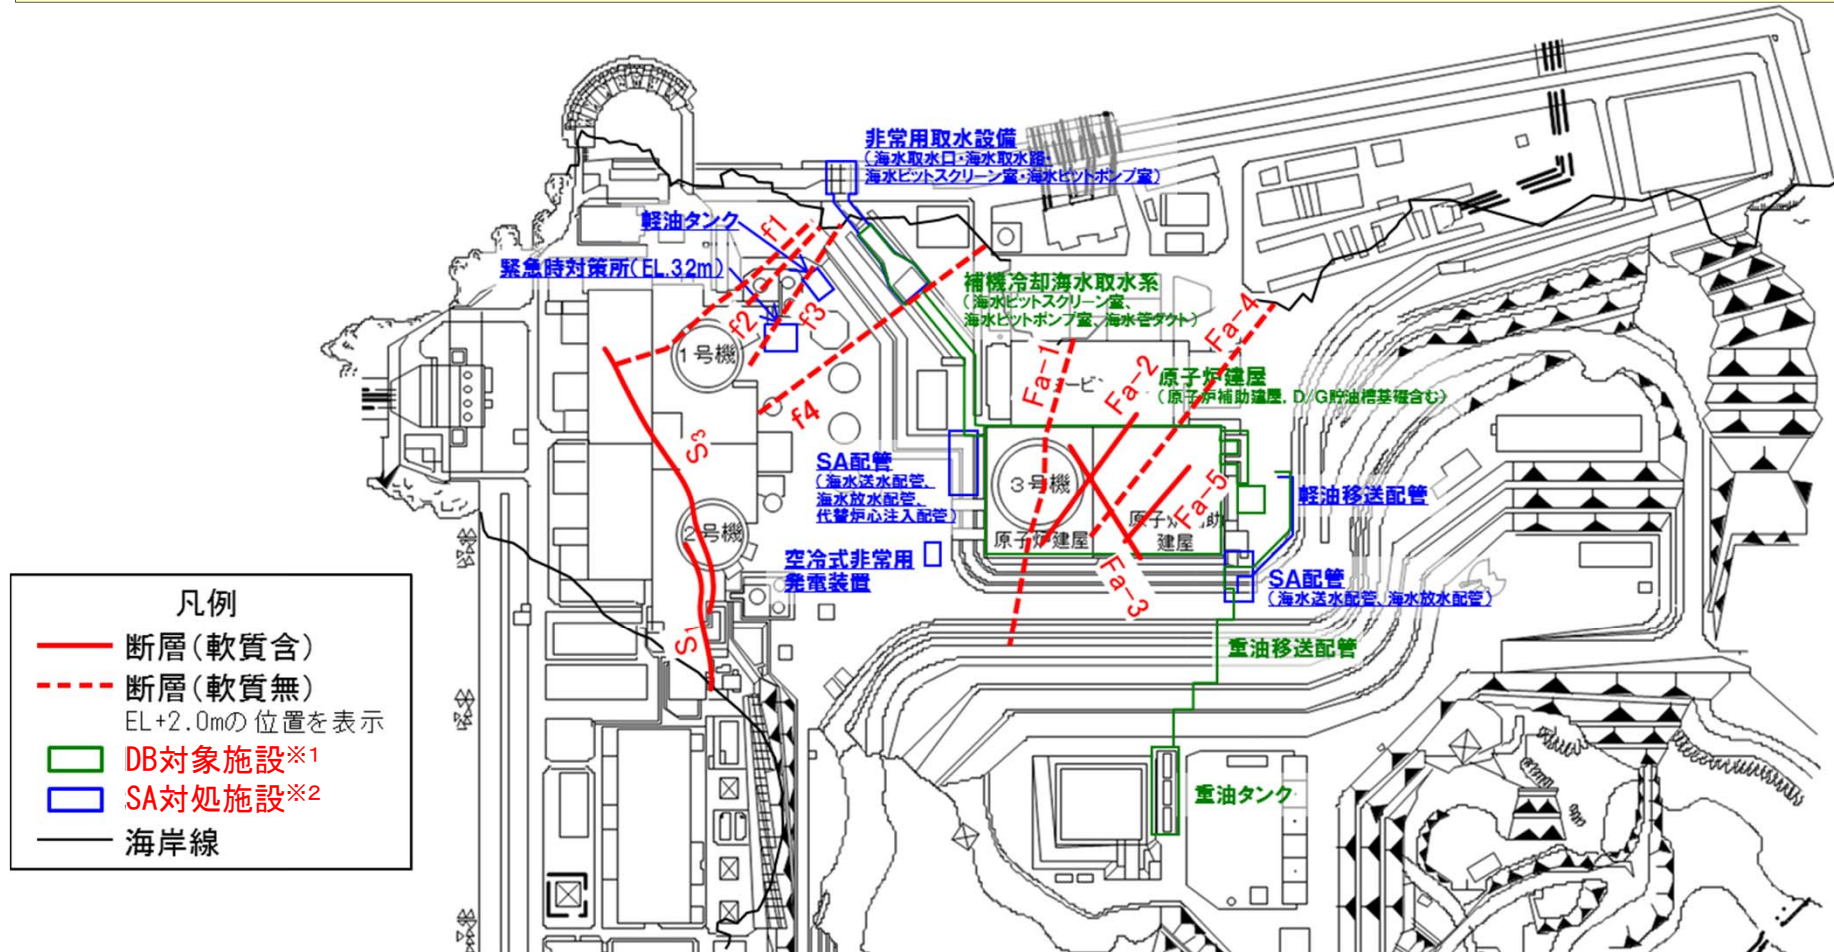 非常用取水設備
(海水取水口・海水取水路・
海水ピットスクリーン室・海水ピットポンプ室)
軽油タンク
f1
緊急時対策所(EL.32m)
補機冷却海水取水系
(海水ピットスクリーン室、
海水ピットポンプ室、海水管ダクト)
f2
f3
Fa-4
1号機
Fa-1
Fa-2
原子炉建屋
(原子炉補助建屋, D/G貯油槽基礎含む)
f4
S3
SA配管
(海水送水配管、
海水放水配管、
代替炉心注入配管)
3号機
Fa-5
軽油移送配管
2号機
原子炉建屋
建屋
空冷式非常用
発電装置
Fa-3
SA配管
(海水送水配管、海水放水配管)
S1
重油移送配管
重油タンク
凡例
断層(軟質含)
断層(軟質無)
EL+2.0mの位置を表示
DB対象施設※1
SA対処施設※2
海岸線